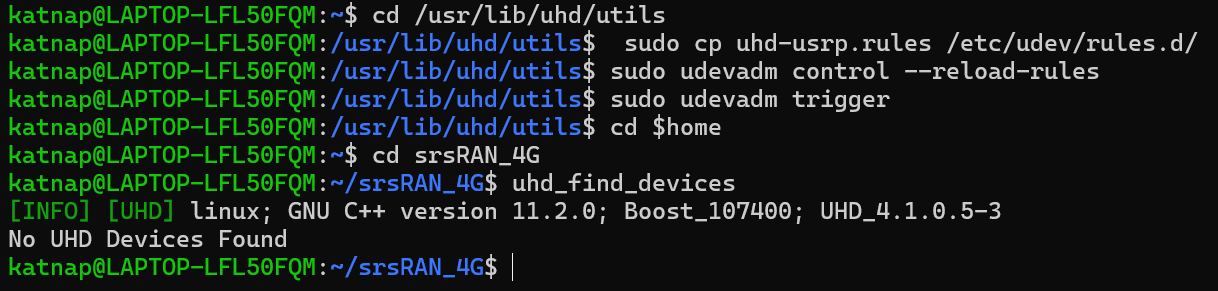 katnap@LAPTOP-LFL50FQM:~$ cd /usr/lib/uhd/utils
katnap@LAPTOP-LFL50FQM:/usr/lib/uhd/utils$  sudo cp uhd-usrp.rules /etc/udev/rules.d/
katnap@LAPTOP-LFL50FQM:/usr/lib/uhd/utils$ sudo udevadm control --reload-rules
katnap@LAPTOP-LFL50FQM:/usr/lib/uhd/utils$ sudo udevadm trigger
katnap@LAPTOP-LFL50FQM:/usr/lib/uhd/utils$ cd $home
katnap@LAPTOP-LFL50FQM:~$ cd srsRAN_4G
katnap@LAPTOP-LFL50FQM:~/srsRAN_4G$ uhd_find_devices
[INFO] [UHD] linux; GNU C++ version 11.2.0; Boost_107400; UHD_4.1.0.5-3
No UHD Devices Found
katnap@LAPTOP-LFL50FQM:~/srsRAN_4G$